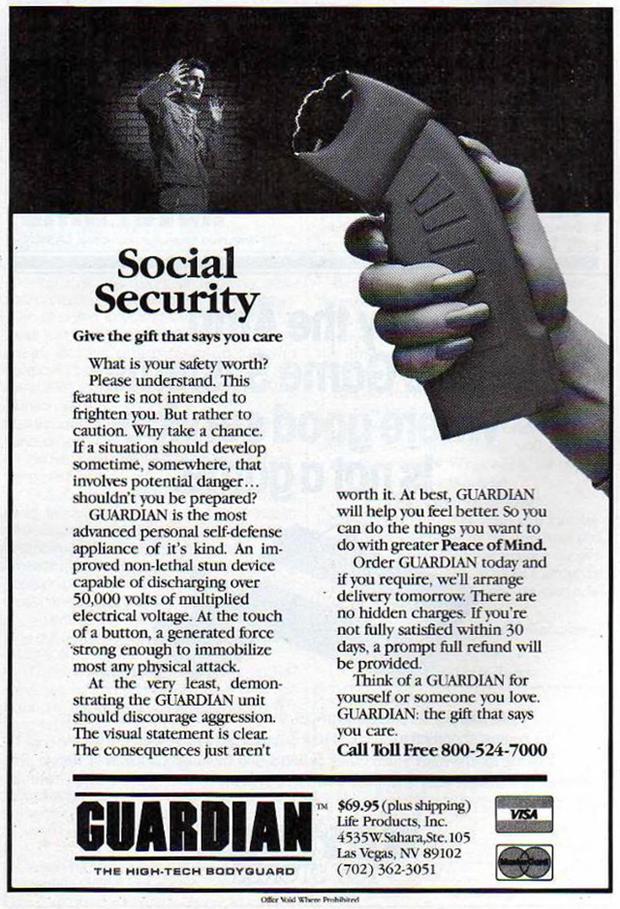 Social
Security
Give the gift that says you care
What is your safety worth?
Please understand. This
feature is not intended to
frighten you. But rather to
caution. Why take a chance.
If a situation should develop
sometime, somewhere, that
involves potential danger...
shouldn't you be prepared?
GUARDIAN is the most
advanced personal self-defense
appliance of it's kind. An im-
proved non-lethal stun device
capable of discharging over
50,000 volts of multiplied
electrical voltage. At the touch
of a button, a generated force
strong enough to immobilize
most any physical attack.
At the very least, demon-
strating the GUARDIAN unit
should discourage aggression.
The visual statement is clear.
The consequences just aren't
worth it. At best, GUARDIAN
will help you feel better. So you
can do the things you want to
do with greater Peace of Mind.
Order GUARDIAN today and
if you require, we'll arrange
delivery tomorrow. There are
no hidden charges. If you're
not fully satisfied within 30
days, a prompt full refund will
be provided.
Think of a GUARDIAN for
yourself or someone you love.
GUARDIAN: the gift that says
you care.
Call Toll Free 800-524-7000
GUARDIAN™
THE HIGH-TECH BODYGUARD
$69.95 (plus shipping)
Life Products, Inc.
4535 W. Sahara, Ste. 105
Las Vegas, NV 89102
(702) 362-3051
VISA
MasterCard
Offer Void Where Prohibited